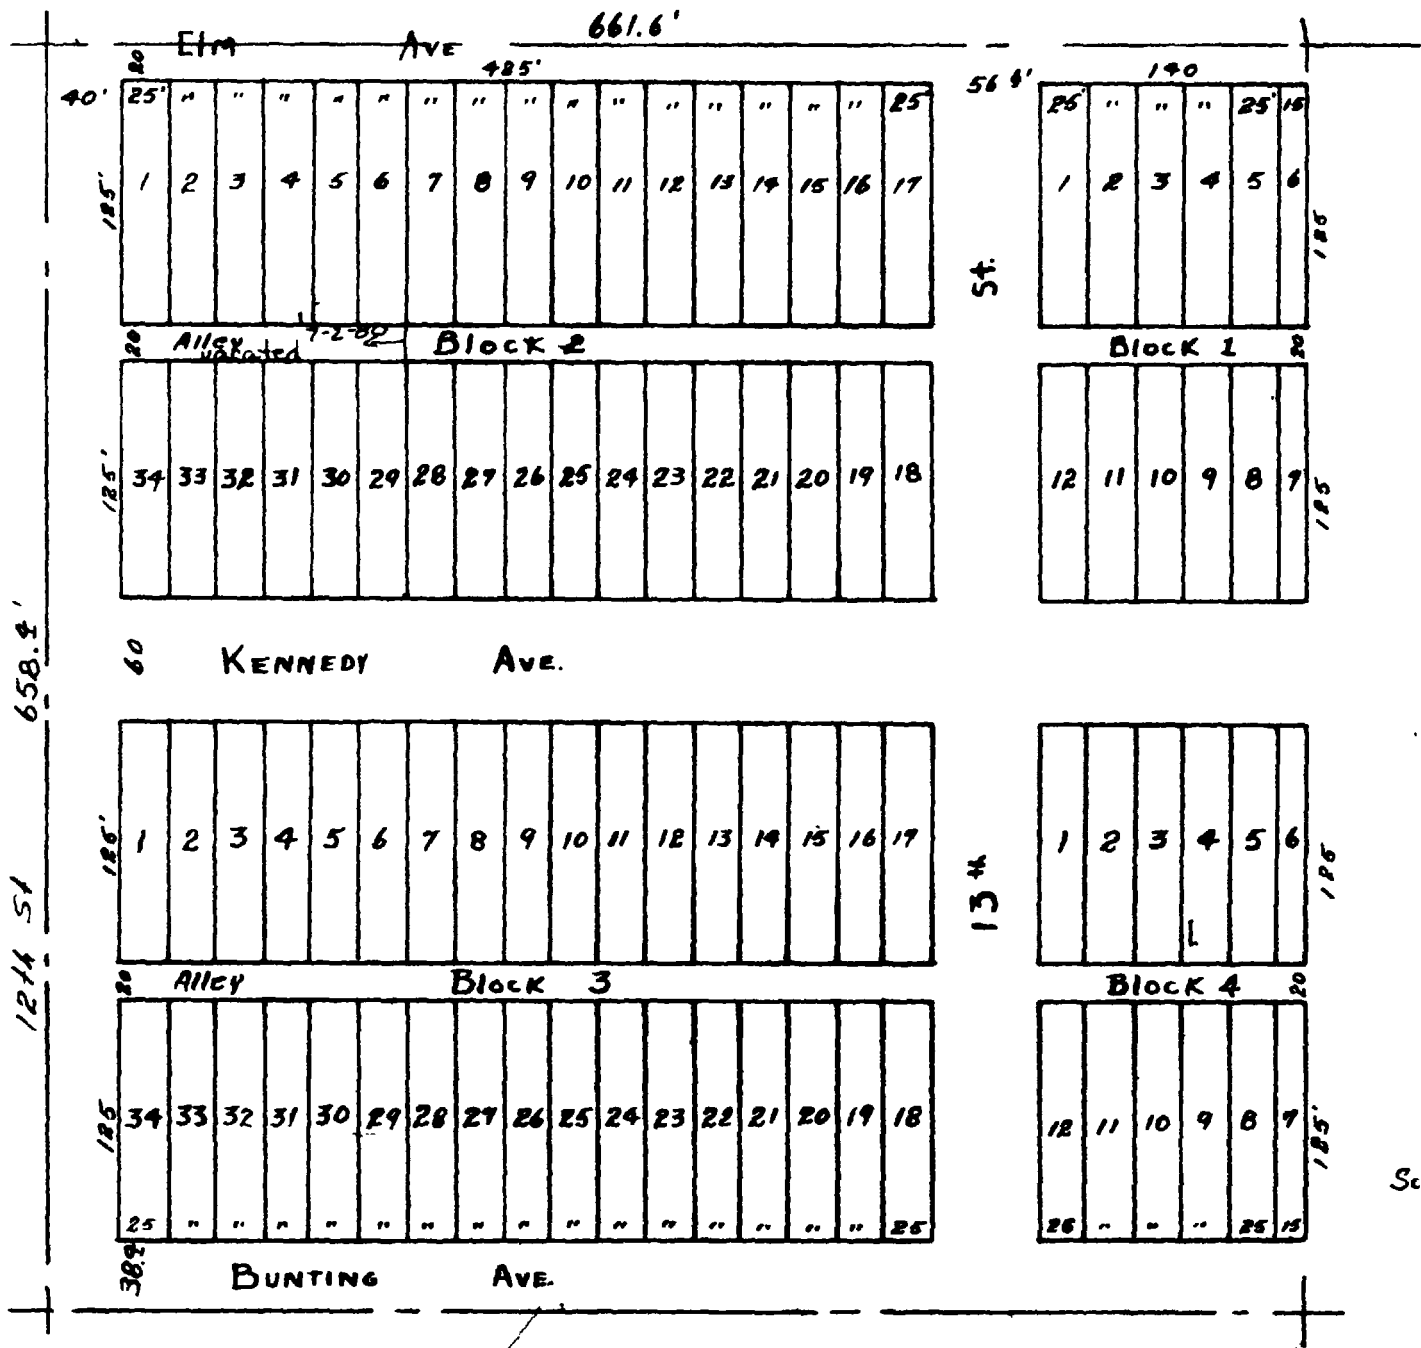 661.6'
Elm Ave
20 485' 56.4' 140
40' 25' " " " " " " " " " " " " " " " 25' 25' " " " 25' 15
185' 1 2 3 4 5 6 7 8 9 10 11 12 13 14 15 16 17 1 2 3 4 5 6 125
St.
20 Alley vacated 7-2-80 Block 2 Block 1 20
125' 34 33 32 31 30 29 28 27 26 25 24 23 22 21 20 19 18 12 11 10 9 8 7 125
658.4'
60 Kennedy Ave.
125' 1 2 3 4 5 6 7 8 9 10 11 12 13 14 15 16 17 1 2 3 4 5 6 125
12th St
13th
20 Alley Block 3 Block 4 20
125 34 33 32 31 30 29 28 27 26 25 24 23 22 21 20 19 18 12 11 10 9 8 7 125'
25 " " " " " " " " " " " " " " " 25 25 " " " 25 15
38.4 Bunting Ave.
Sc